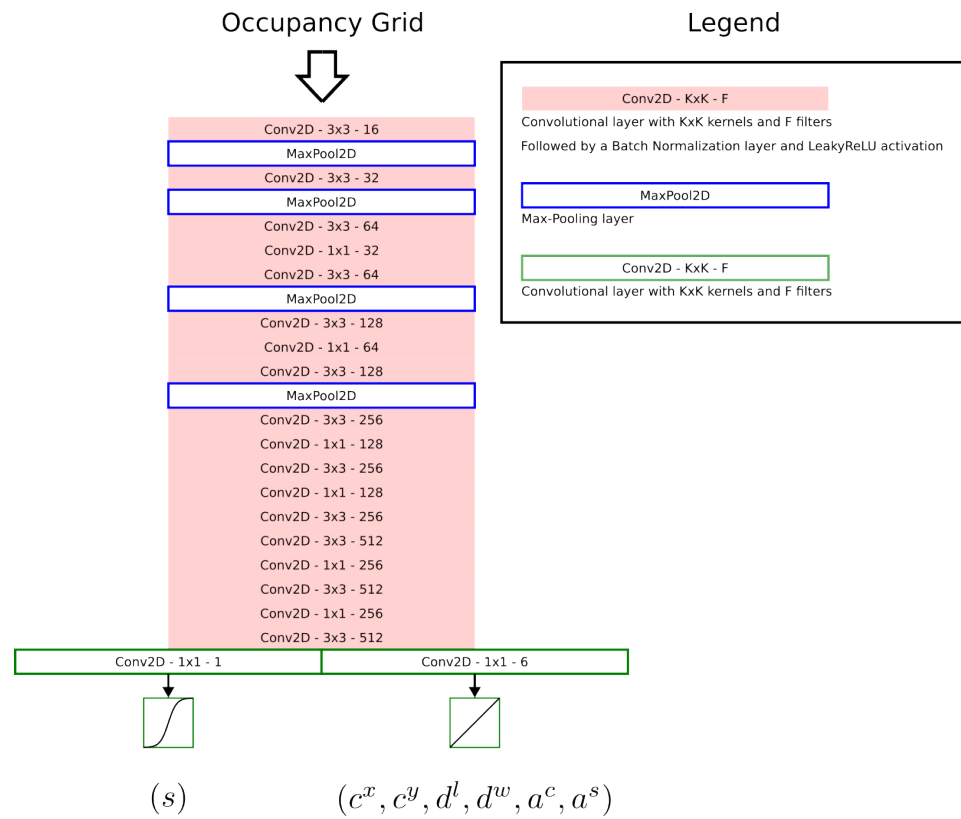 Occupancy Grid
Conv2D - 3x3 - 16
MaxPool2D
Conv2D - 3x3 - 32
MaxPool2D
Conv2D - 3x3 - 64
Conv2D - 1x1 - 32
Conv2D - 3x3 - 64
MaxPool2D
Conv2D - 3x3 - 128
Conv2D - 1x1 - 64
Conv2D - 3x3 - 128
MaxPool2D
Conv2D - 3x3 - 256
Conv2D - 1x1 - 128
Conv2D - 3x3 - 256
Conv2D - 1x1 - 128
Conv2D - 3x3 - 256
Conv2D - 3x3 - 512
Conv2D - 1x1 - 256
Conv2D - 3x3 - 512
Conv2D - 1x1 - 256
Conv2D - 3x3 - 512
Conv2D - 1x1 - 1
Conv2D - 1x1 - 6
(s)
(c^x, c^y, d^l, d^w, a^c, a^s)
Legend
Conv2D - KxK - F
Convolutional layer with KxK kernels and F filters
Followed by a Batch Normalization layer and LeakyReLU activation
MaxPool2D
Max-Pooling layer
Conv2D - KxK - F
Convolutional layer with KxK kernels and F filters